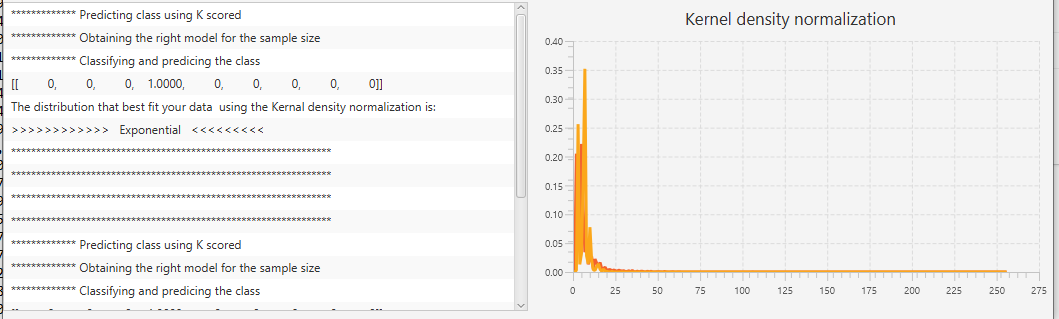 ************* Predicting class using K scored
************* Obtaining the right model for the sample size
************* Classifying and predicing the class
[[ 0, 0, 0, 1.0000, 0, 0, 0, 0, 0]]
The distribution that best fit your data using the Kernal density normalization is:
>>>>>>>>>>>> Exponential <<<<<<<<<
****************************************************************
****************************************************************
****************************************************************
****************************************************************
************* Predicting class using K scored
************* Obtaining the right model for the sample size
************* Classifying and predicing the class
Kernel density normalization
0.40
0.35
0.30
0.25
0.20
0.15
0.10
0.05
0.00
0 25 50 75 100 125 150 175 200 225 250 275